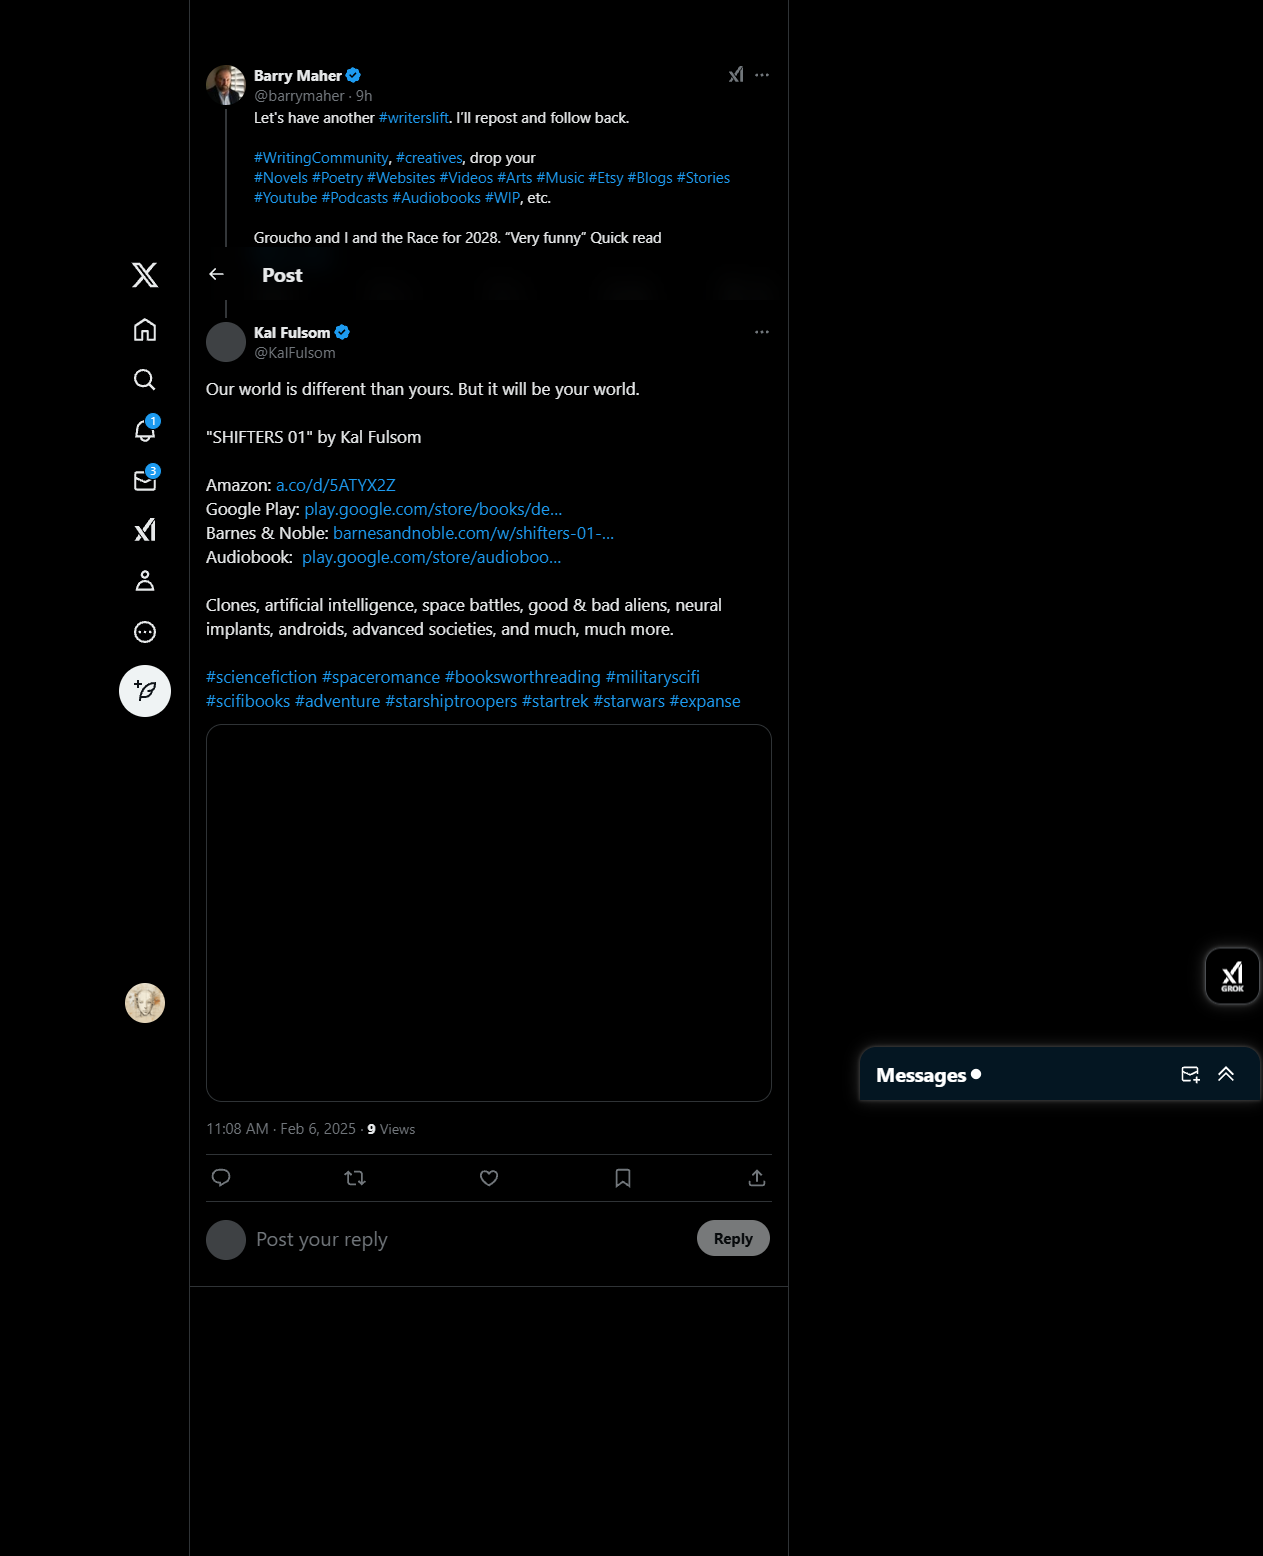 Barry Maher
@barrymaher · 9h
Let's have another #writerslift. I'll repost and follow back.
#WritingCommunity, #creatives, drop your
#Novels #Poetry #Websites #Videos #Arts #Music #Etsy #Blogs #Stories
#Youtube #Podcasts #Audiobooks #WIP, etc.
Groucho and I and the Race for 2028. “Very funny” Quick read
Post
Kal Fulsom
@KalFulsom
Our world is different than yours. But it will be your world.
"SHIFTERS 01" by Kal Fulsom
Amazon: a.co/d/5ATYX2Z
Google Play: play.google.com/store/books/de...
Barnes & Noble: barnesandnoble.com/w/shifters-01-...
Audiobook: play.google.com/store/audioboo...
Clones, artificial intelligence, space battles, good & bad aliens, neural
implants, androids, advanced societies, and much, much more.
#sciencefiction #spaceromance #booksworthreading #militaryscifi
#scifibooks #adventure #starshiptroopers #startrek #starwars #expanse
11:08 AM · Feb 6, 2025 · 9 Views
Post your reply
Reply
1
3
GROK
Messages